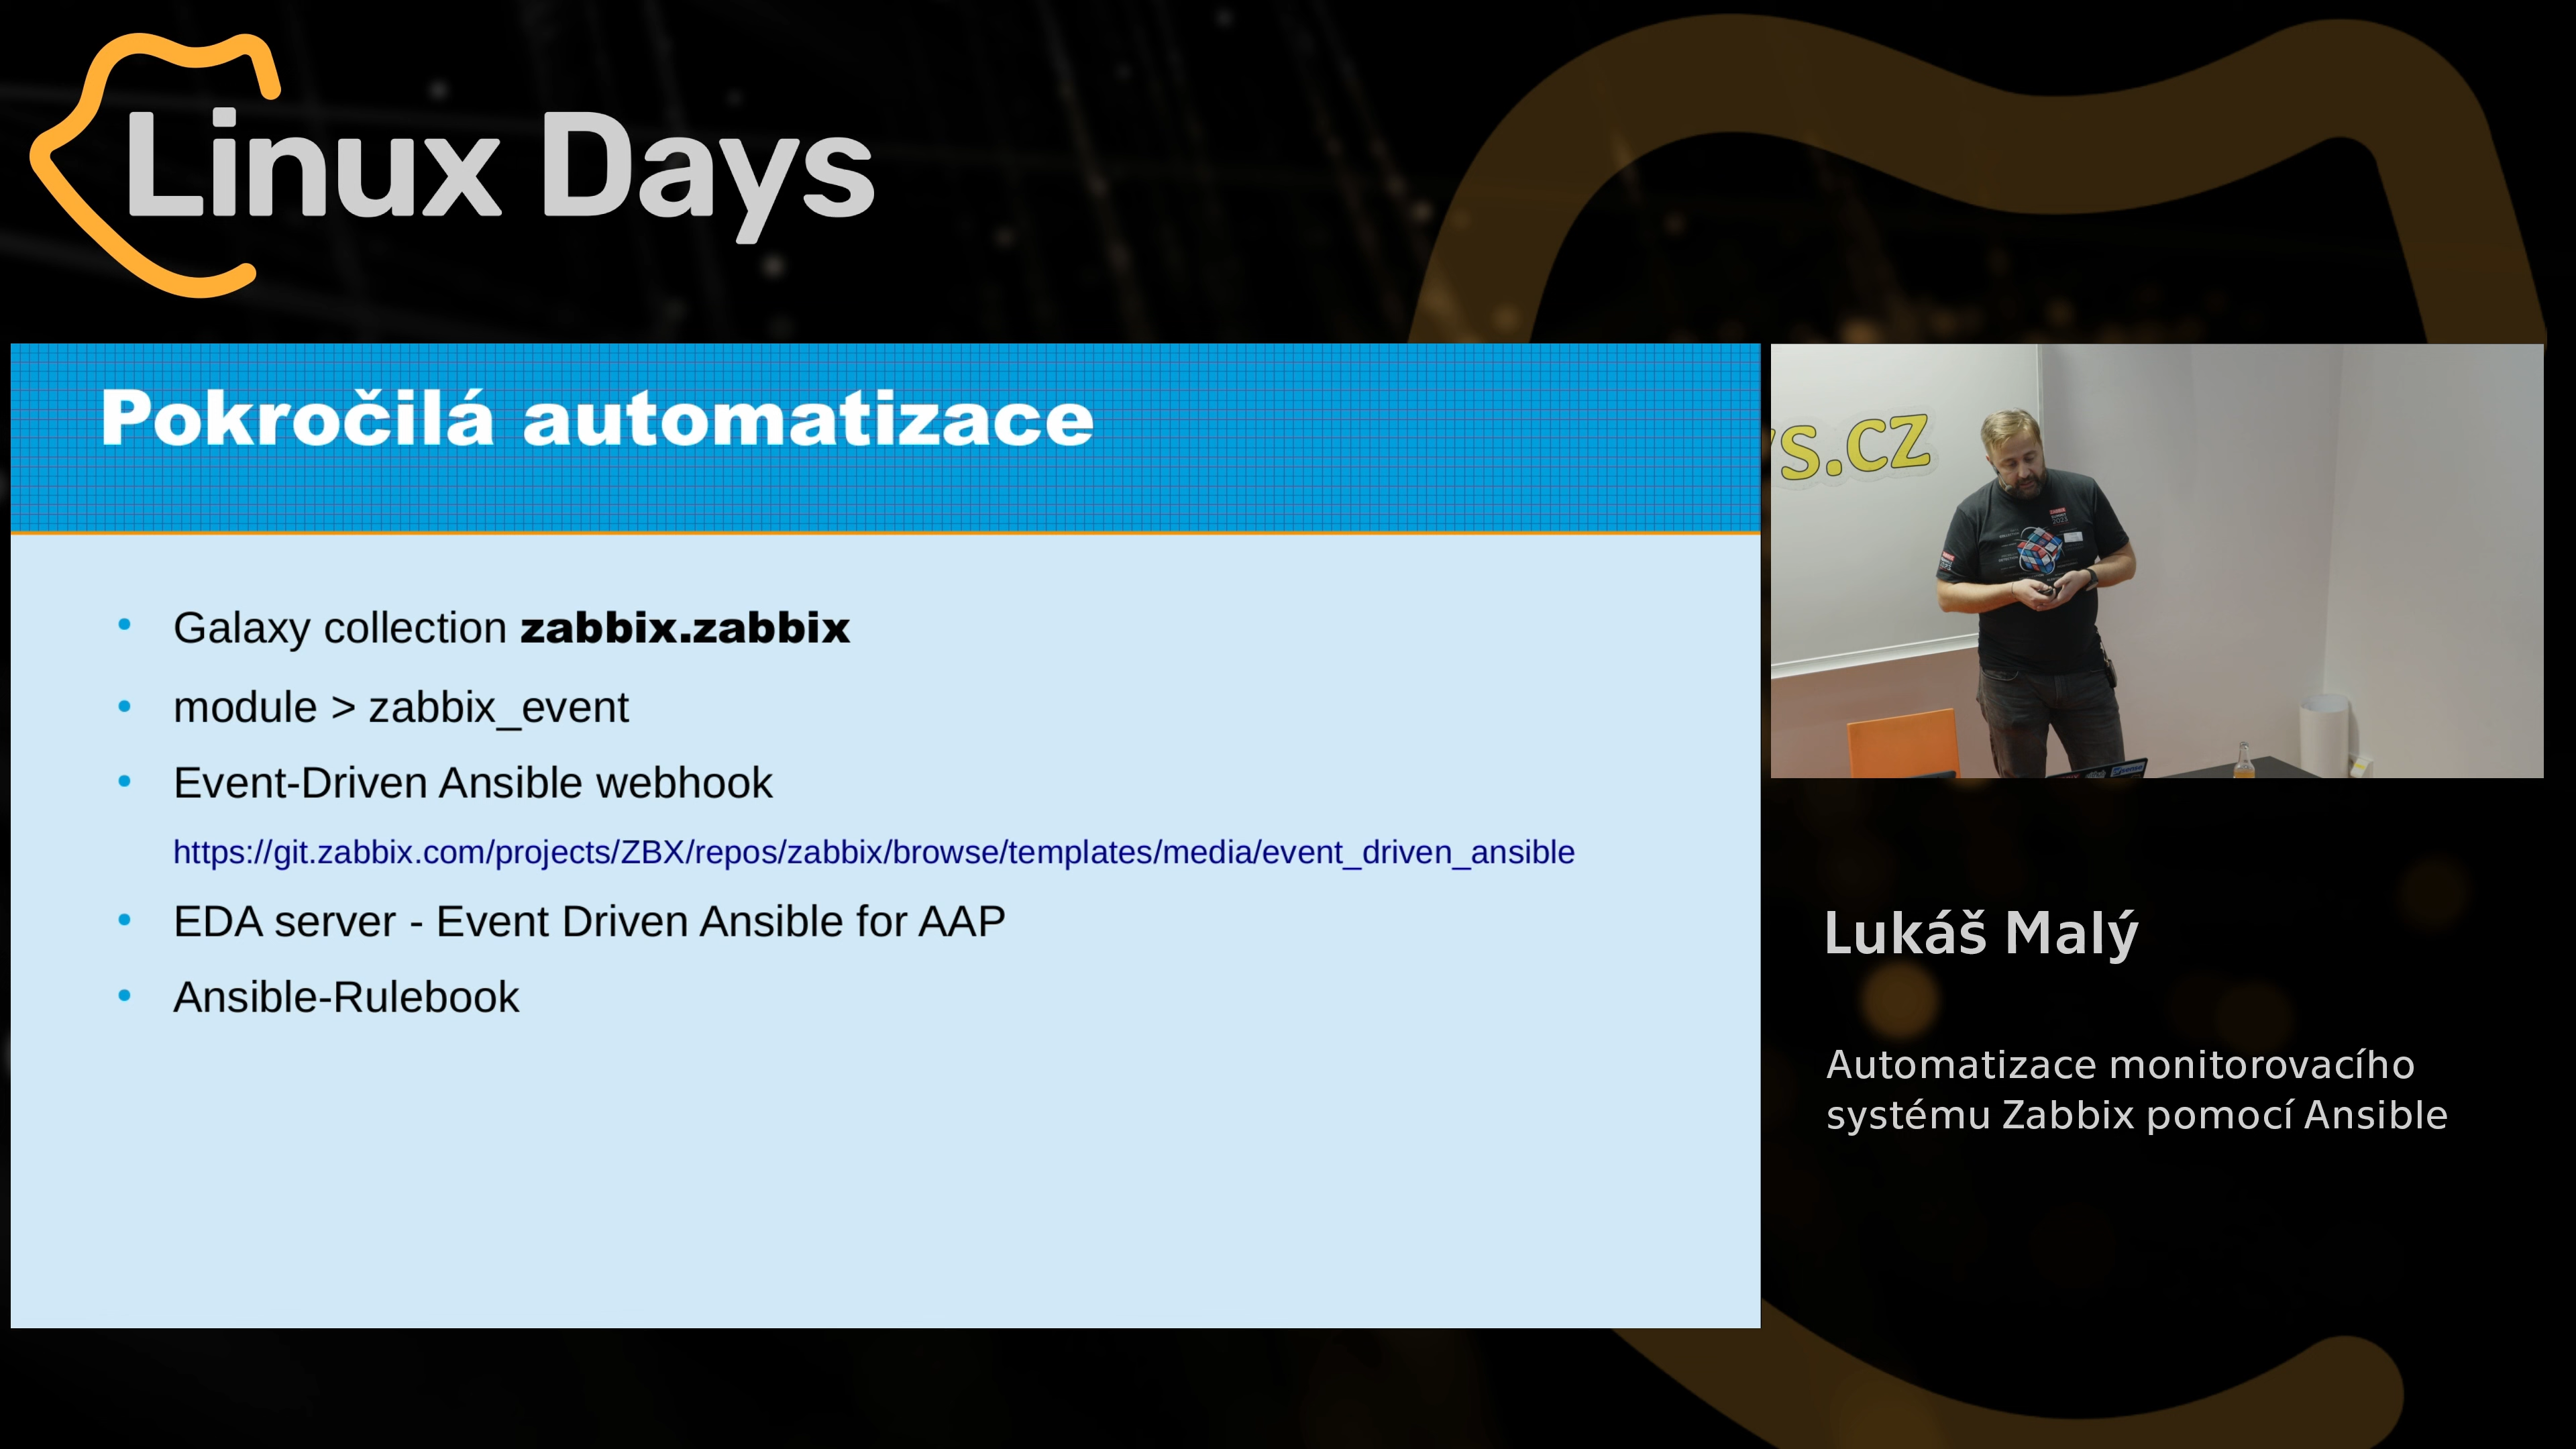 Linux Days
Pokročilá automatizace
Galaxy collection zabbix.zabbix
module > zabbix_event
Event-Driven Ansible webhook
https://git.zabbix.com/projects/ZBX/repos/zabbix/browse/templates/media/event_driven_ansible
EDA server - Event Driven Ansible for AAP
Ansible-Rulebook
s.cz
Lukáš Malý
Automatizace monitorovacího
systému Zabbix pomocí Ansible